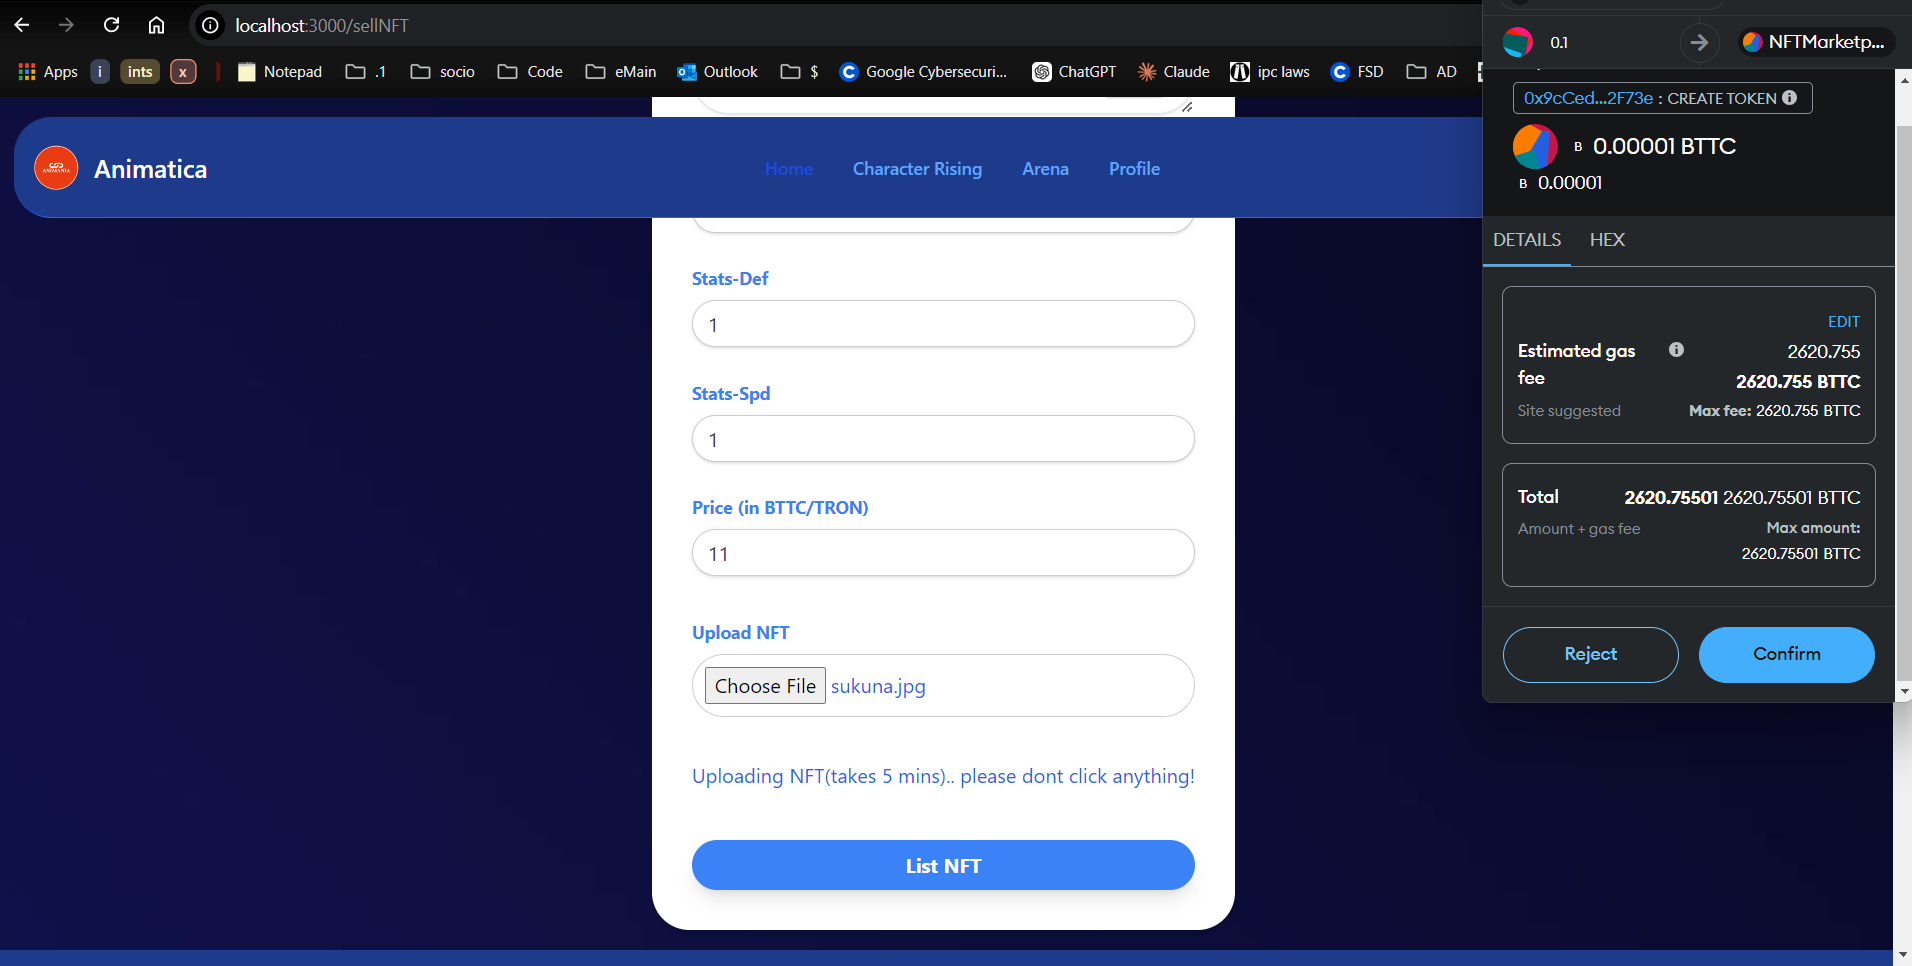 localhost:3000/sellNFT
Apps i ints x Notepad .1 socio Code eMain Outlook $ Google Cybersecuri... ChatGPT Claude ipc laws FSD AD
Animatica
Home Character Rising Arena Profile
Stats-Def
1
Stats-Spd
1
Price (in BTTC/TRON)
11
Upload NFT
Choose File sukuna.jpg
Uploading NFT(takes 5 mins).. please dont click anything!
List NFT
0.1 NFTMarketp...
0x9cCed...2F73e : CREATE TOKEN
B 0.00001 BTTC
B 0.00001
DETAILS HEX
EDIT
Estimated gas fee 2620.755
2620.755 BTTC
Site suggested Max fee: 2620.755 BTTC
Total 2620.75501 2620.75501 BTTC
Amount + gas fee Max amount:
2620.75501 BTTC
Reject Confirm